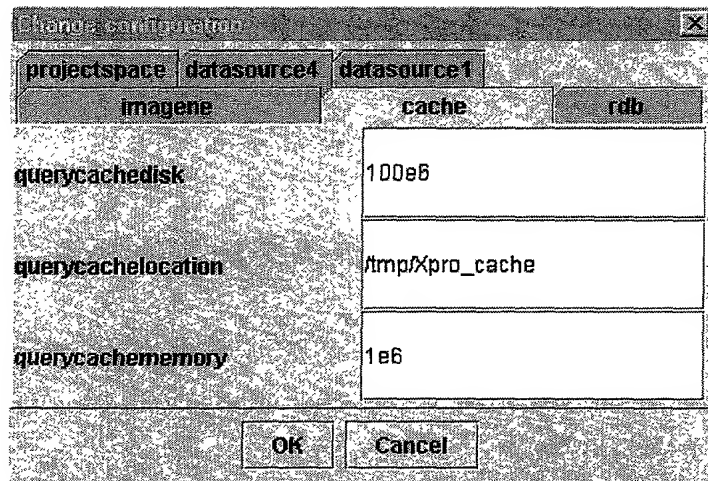 Change configuration
projectspace datasource4 datasource1
imagene cache rdb
querycachedisk 100e6
querycachelocation /tmp/Xpro_cache
querycachememory 1e6
OK Cancel